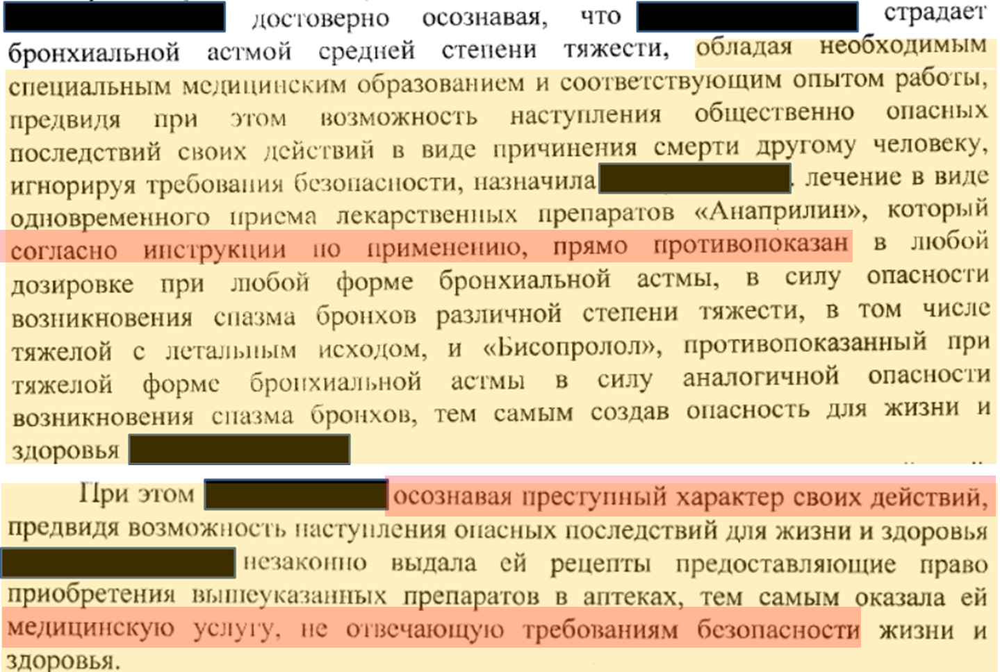 достоверно осознавая, что страдает
бронхиальной астмой средней степени тяжести, обладая необходимым
специальным медицинским образованием и соответствующим опытом работы,
предвидя при этом возможность наступления общественно опасных
последствий своих действий в виде причинения смерти другому человеку,
игнорируя требования безопасности, назначила . лечение в виде
одновременного приема лекарственных препаратов «Анаприлин», который
согласно инструкции по применению, прямо противопоказан в любой
дозировке при любой форме бронхиальной астмы, в силу опасности
возникновения спазма бронхов различной степени тяжести, в том числе
тяжелой с летальным исходом, и «Бисопролол», противопоказанный при
тяжелой форме бронхиальной астмы в силу аналогичной опасности
возникновения спазма бронхов, тем самым создав опасность для жизни и
здоровья
При этом осознавая преступный характер своих действий,
предвидя возможность наступления опасных последствий для жизни и здоровья
незаконно выдала ей рецепты предоставляющие право
приобретения вышеуказанных препаратов в аптеках, тем самым оказала ей
медицинскую услугу, не отвечающую требованиям безопасности жизни и
здоровья.